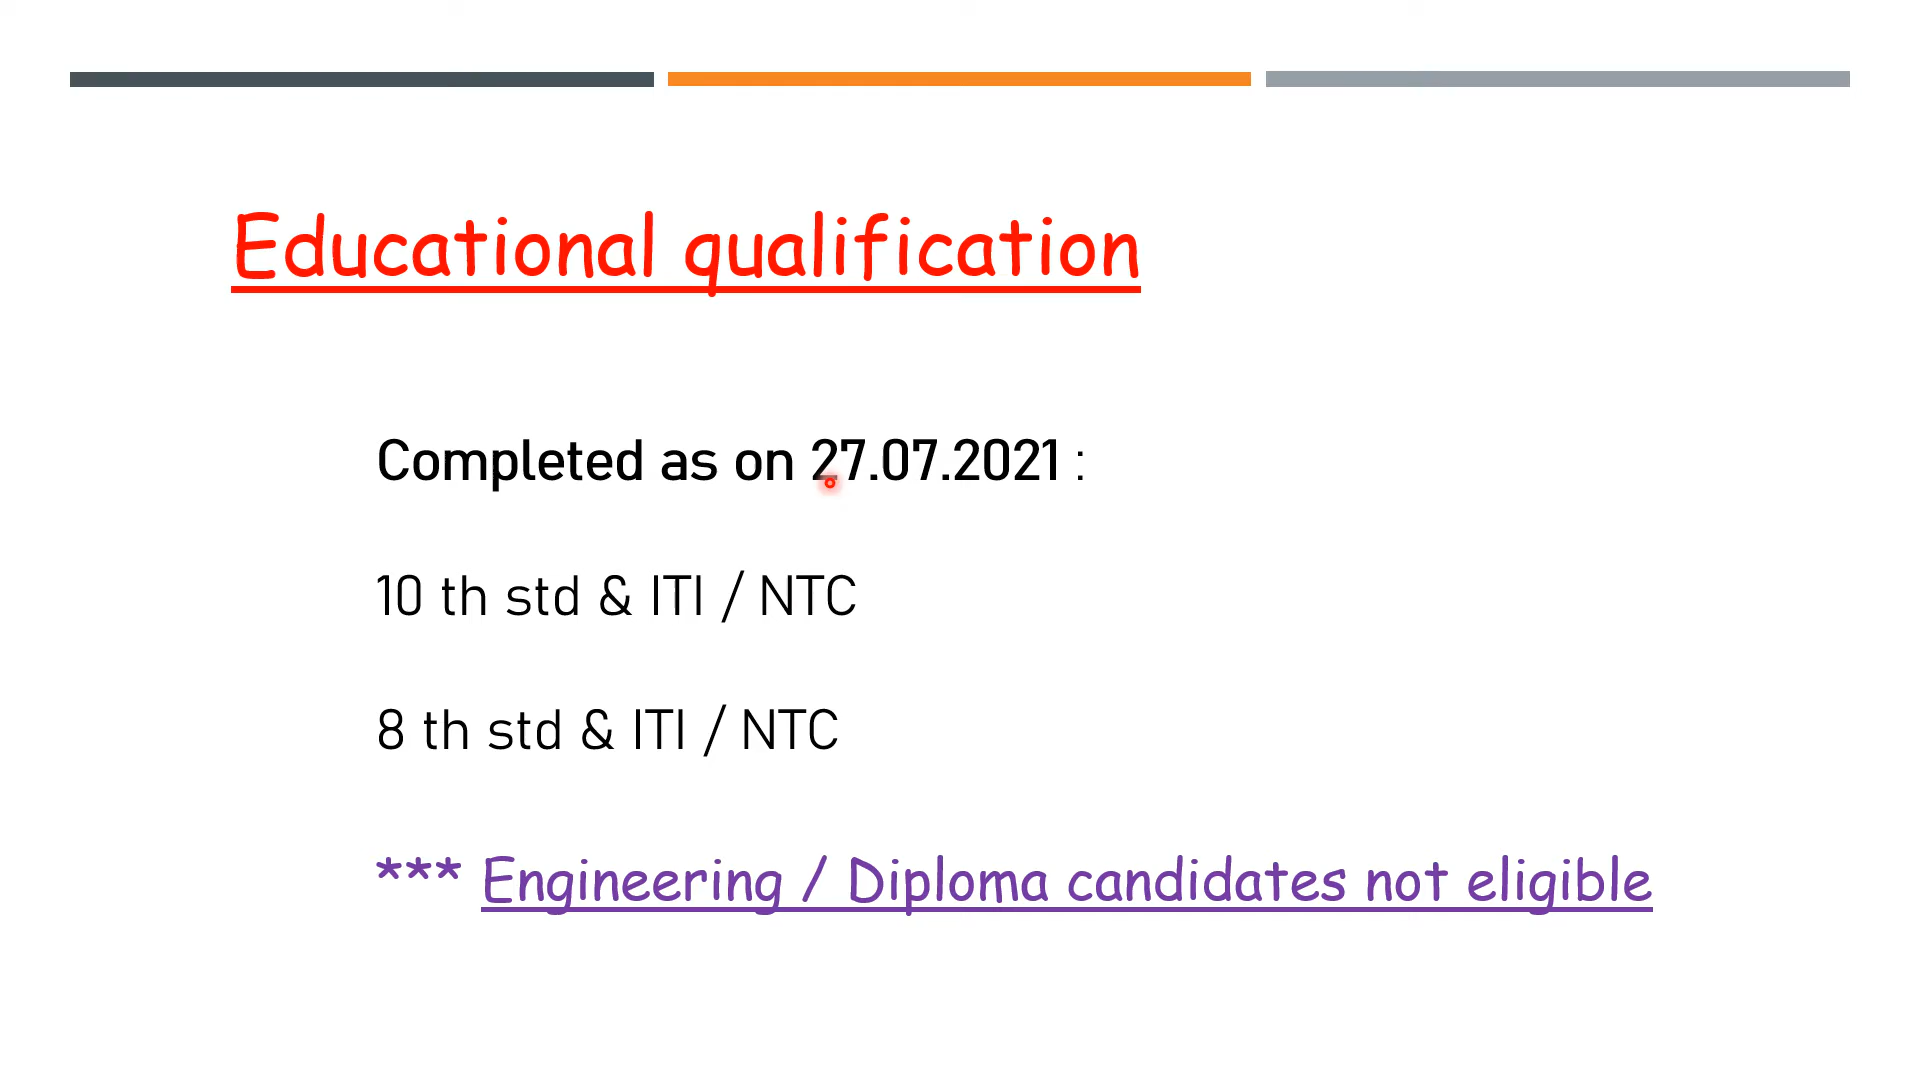 Educational qualification
Completed as on 27.07.2021 :
10 th std & ITI / NTC
8 th std & ITI / NTC
*** Engineering / Diploma candidates not eligible